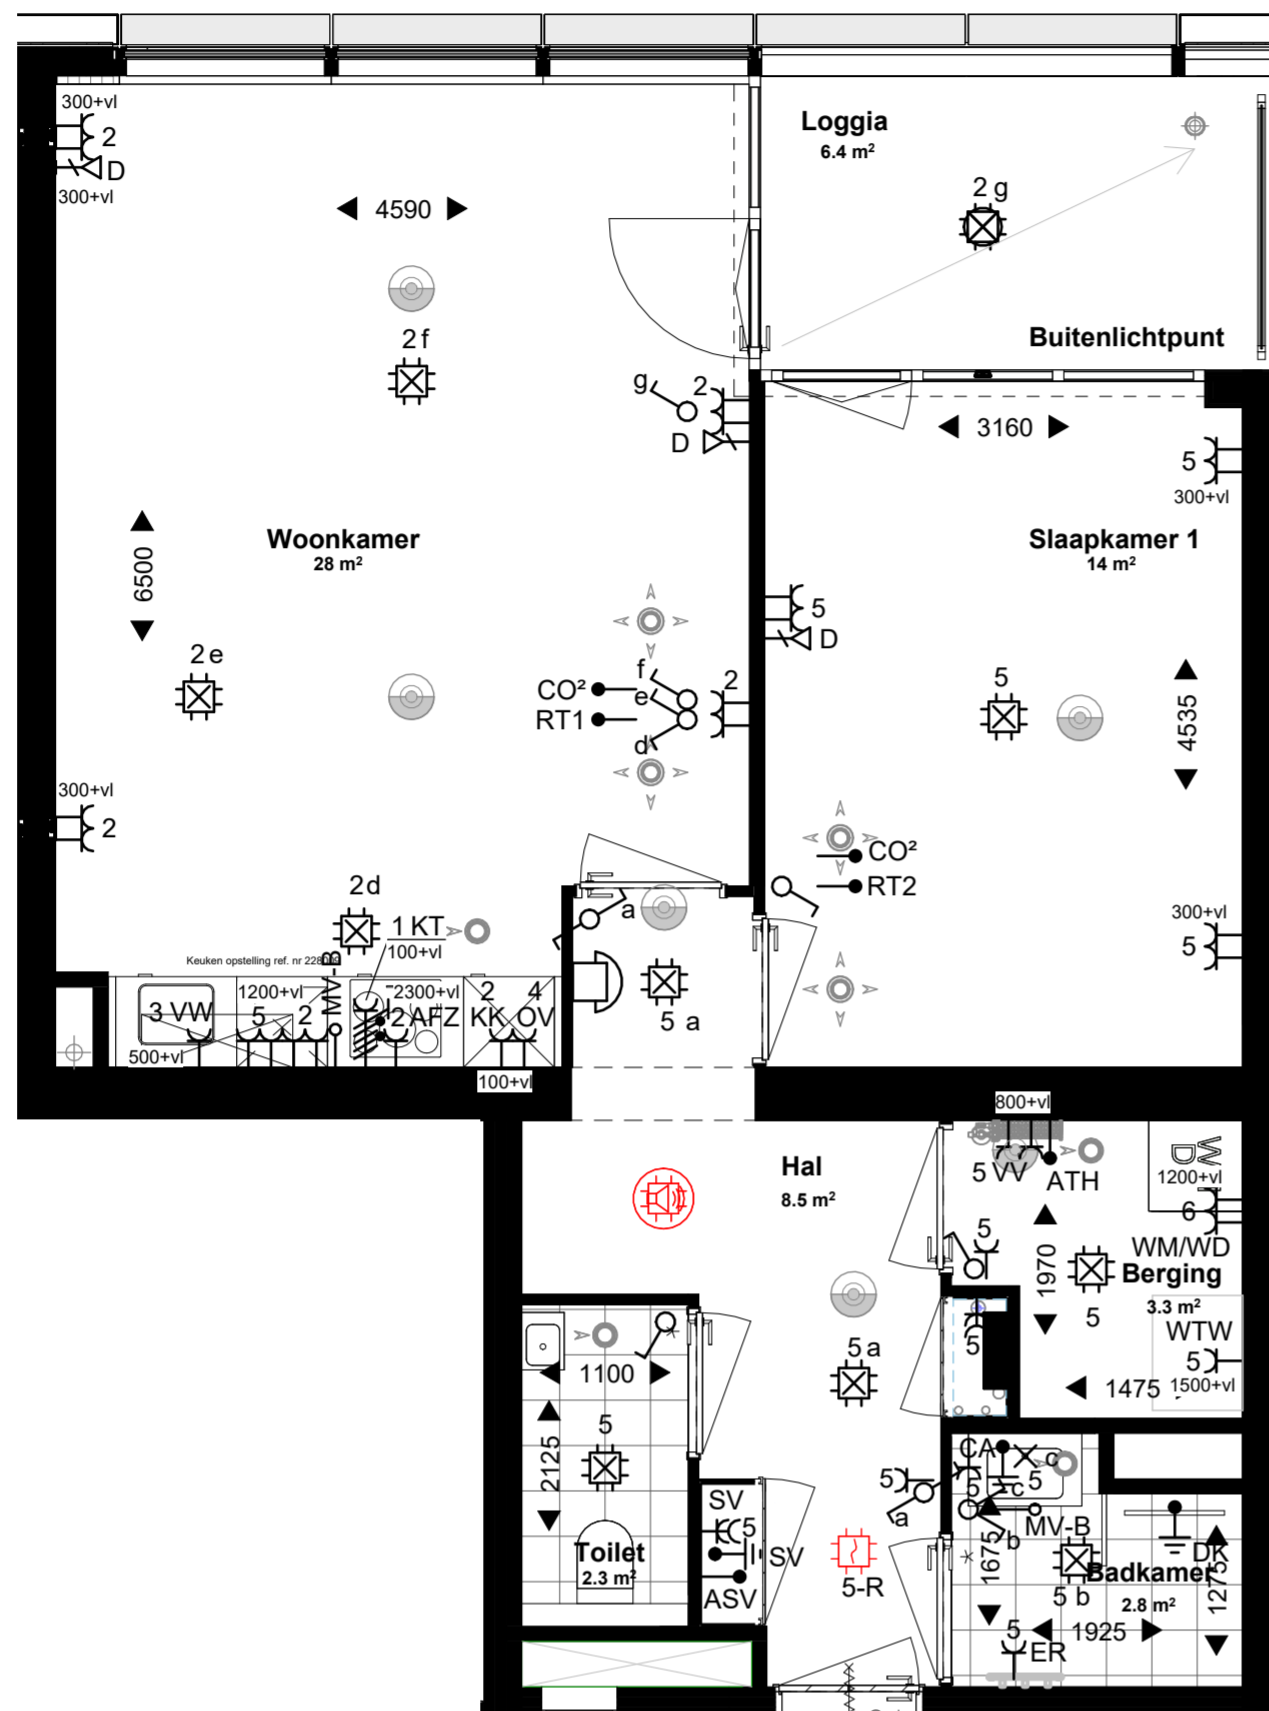 300+vl
2
D
300+vl
4590
Loggia
6.4 m²
2 g
Buitenlichtpunt
2 f
g
2
D
3160
5
300+vl
Woonkamer
28 m²
Slaapkamer 1
14 m²
6500
5
D
2 e
f
CO²
e
2
RT1
d
5
4535
300+vl
2
CO²
RT2
2 d
1 KT
100+vl
a
300+vl
5
Keuken opstelling ref. nr
MV-B
1200+vl
2300+vl
2
4
3 VW
5
2
2 AFZ
KK
OV
500+vl
100+vl
5 a
800+vl
Hal
8.5 m²
5 VV
ATH
W
D
1200+vl
6
WM/WD
5
1970
Berging
3.3 m²
5
5
WTW
5
1500+vl
1475
1100
5 a
5
2125
CA
c
5
5
5
c
a
SV
5
SV
ASV
MV-B
b
1675
DK
1275
Toilet
2.3 m²
5-R
Badkamer
2.8 m²
5 b
5
ER
1925